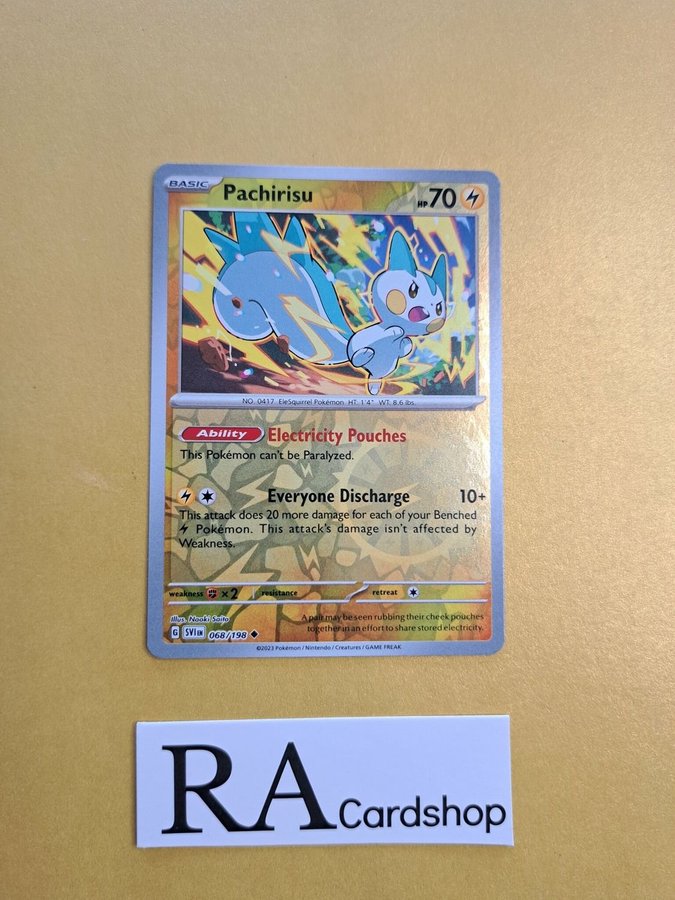 BASIC
Pachirisu
HP 70
NO. 0417 EleSquirrel Pokémon. HT: 1'4" WT: 8.6 lbs.
Ability Electricity Pouches
This Pokémon can't be Paralyzed.
Everyone Discharge 10+
This attack does 20 more damage for each of your Benched
Pokémon. This attack's damage isn't affected by
Weakness.
weakness ×2 resistance retreat
Illus. Naoki Saito
G SVI EN 068/198
A pair may be seen rubbing their cheek pouches
together in an effort to share stored electricity.
©2023 Pokémon / Nintendo / Creatures / GAME FREAK
RA Cardshop